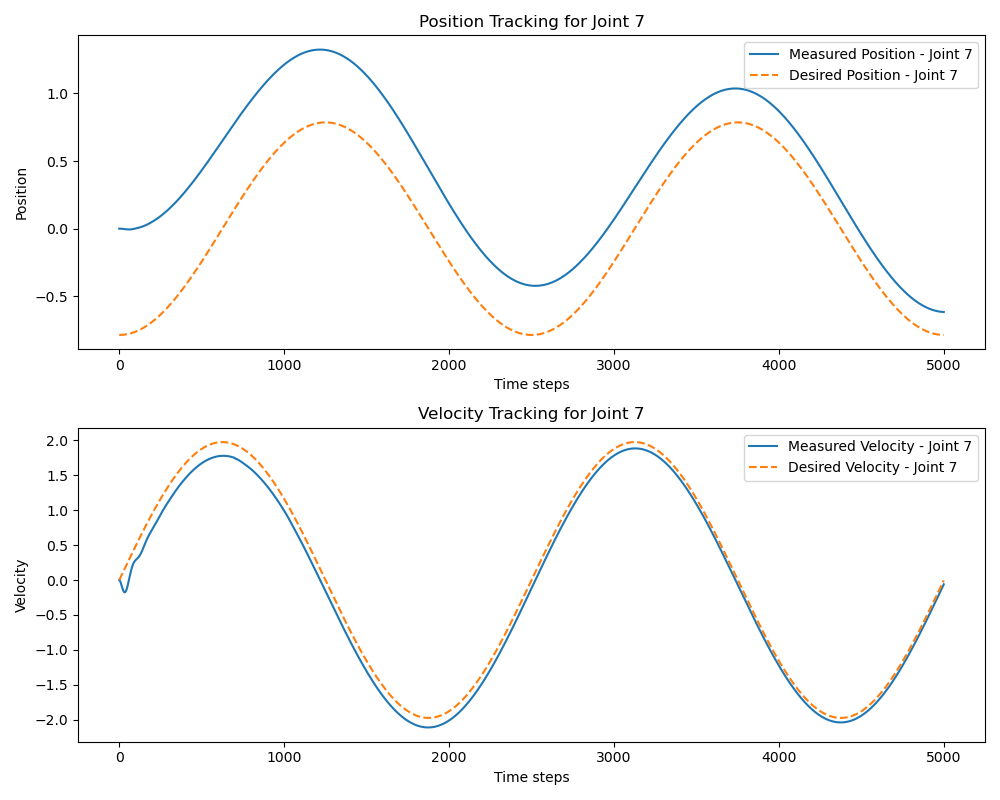 Position Tracking for Joint 7
Measured Position - Joint 7
Desired Position - Joint 7
1.0
0.5
0.0
−0.5
Position
0 1000 2000 3000 4000 5000
Time steps
Velocity Tracking for Joint 7
Measured Velocity - Joint 7
Desired Velocity - Joint 7
2.0
1.5
1.0
0.5
0.0
−0.5
−1.0
−1.5
−2.0
Velocity
0 1000 2000 3000 4000 5000
Time steps